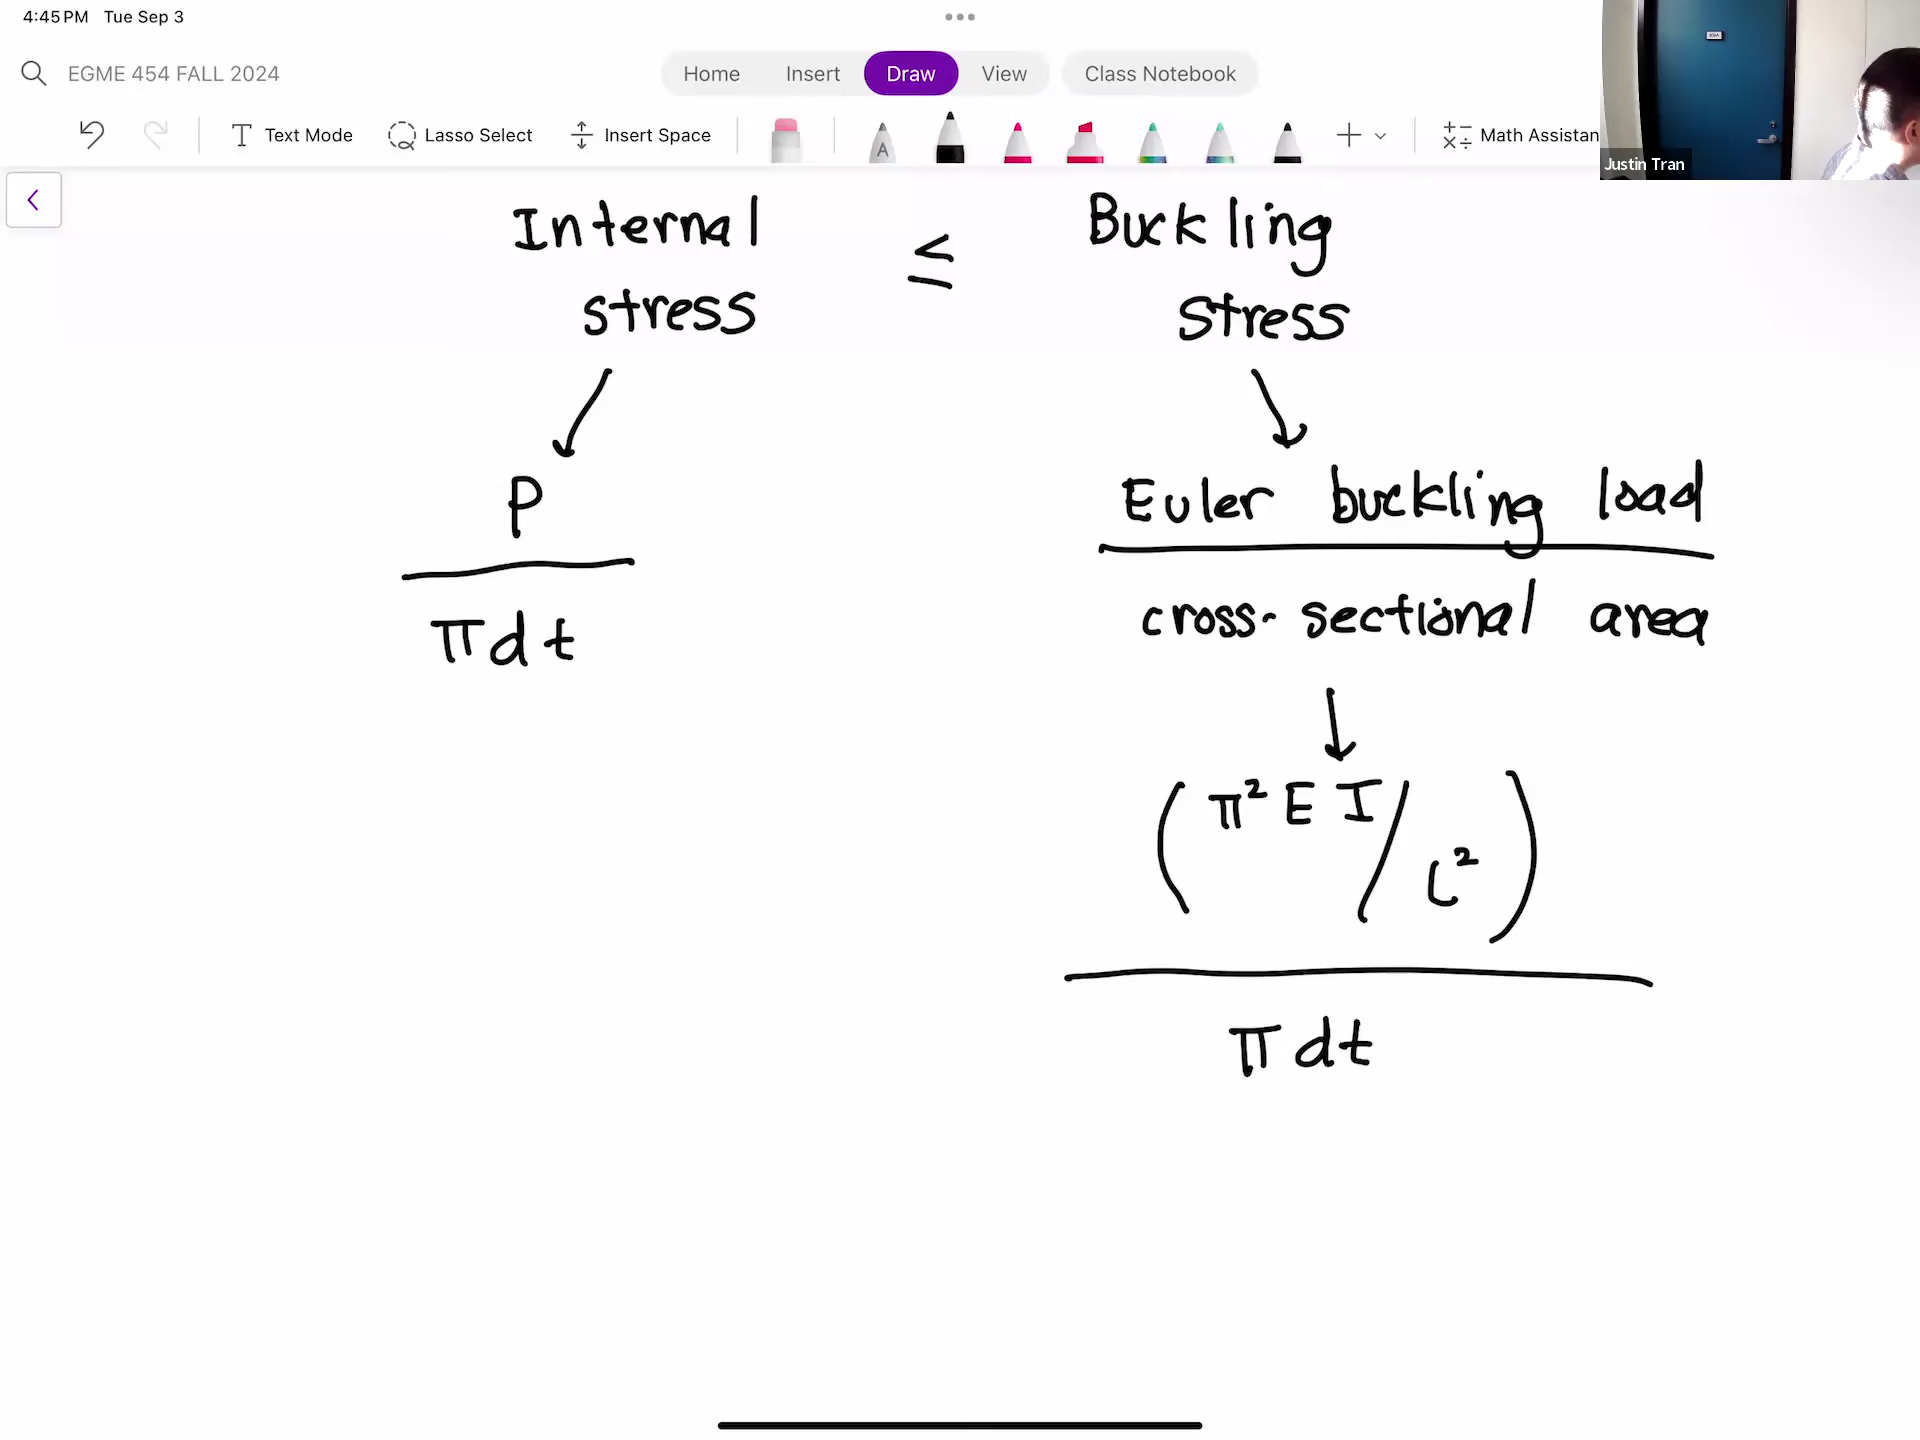 4:45 PM Tue Sep 3
EGME 454 FALL 2024
Home Insert Draw View Class Notebook
Text Mode Lasso Select Insert Space A Math Assistan
Justin Tran
Internal ≤ Buckling
stress Stress
P
πdt
Euler buckling load
cross-sectional area
(π² E I / L²)
πdt